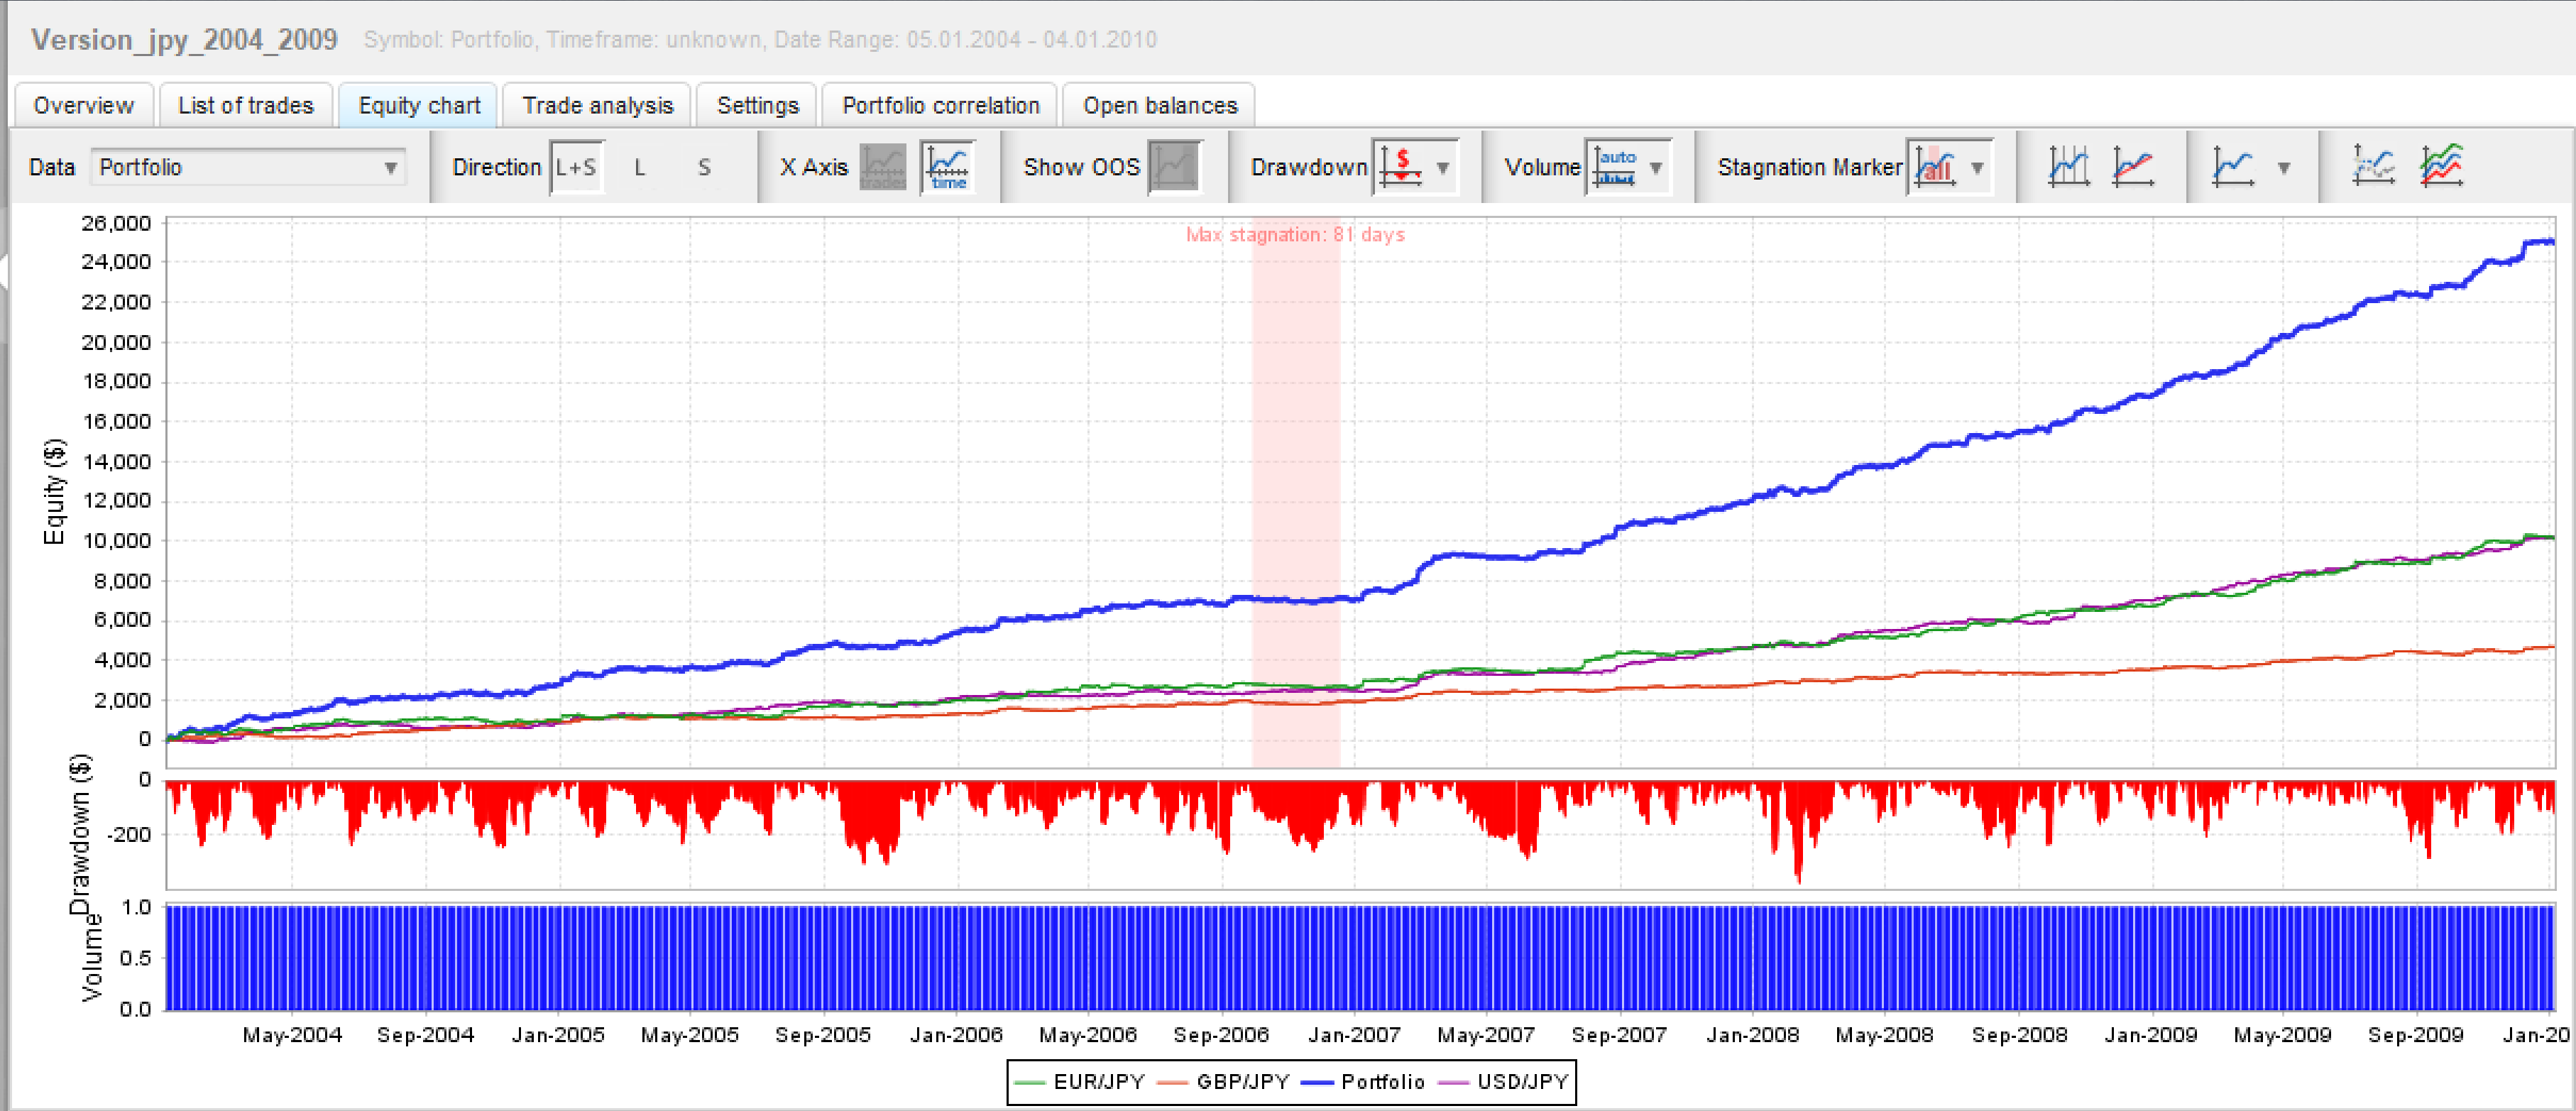 Version_jpy_2004_2009 Symbol: Portfolio, Timeframe: unknown, Date Range: 05.01.2004 - 04.01.2010
Overview List of trades Equity chart Trade analysis Settings Portfolio correlation Open balances
Data Portfolio Direction L+S L S X Axis trades time Show OOS Drawdown $ Volume auto Stagnation Marker all
Max stagnation: 81 days
Equity ($)
26,000
24,000
22,000
20,000
18,000
16,000
14,000
12,000
10,000
8,000
6,000
4,000
2,000
0
Drawdown ($)
0
-200
Volume
1.0
0.5
0.0
May-2004 Sep-2004 Jan-2005 May-2005 Sep-2005 Jan-2006 May-2006 Sep-2006 Jan-2007 May-2007 Sep-2007 Jan-2008 May-2008 Sep-2008 Jan-2009 May-2009 Sep-2009 Jan-20
EUR/JPY GBP/JPY Portfolio USD/JPY